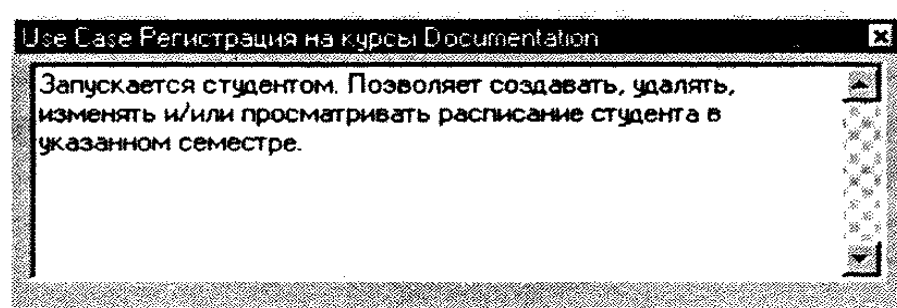 Use Case Регистрация на курсы Documentation
Запускается студентом. Позволяет создавать, удалять,
изменять и/или просматривать расписание студента в
указанном семестре.